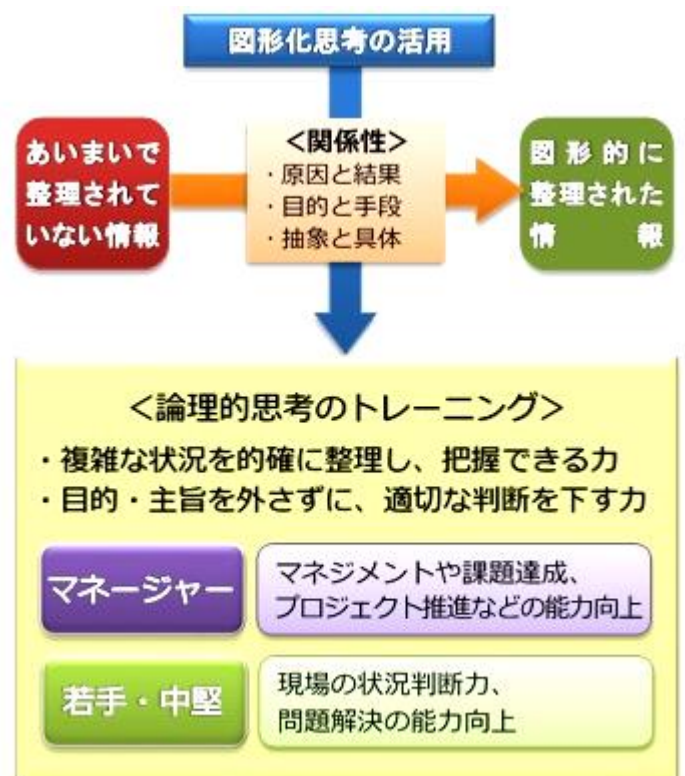 図形化思考の活用
あいまいで
整理されて
いない情報
＜関係性＞
・原因と結果
・目的と手段
・抽象と具体
図形的に
整理された
情報
＜論理的思考のトレーニング＞
・複雑な状況を的確に整理し、把握できる力
・目的・主旨を外さずに、適切な判断を下す力
マネージャー
マネジメントや課題達成、
プロジェクト推進などの能力向上
若手・中堅
現場の状況判断力、
問題解決の能力向上